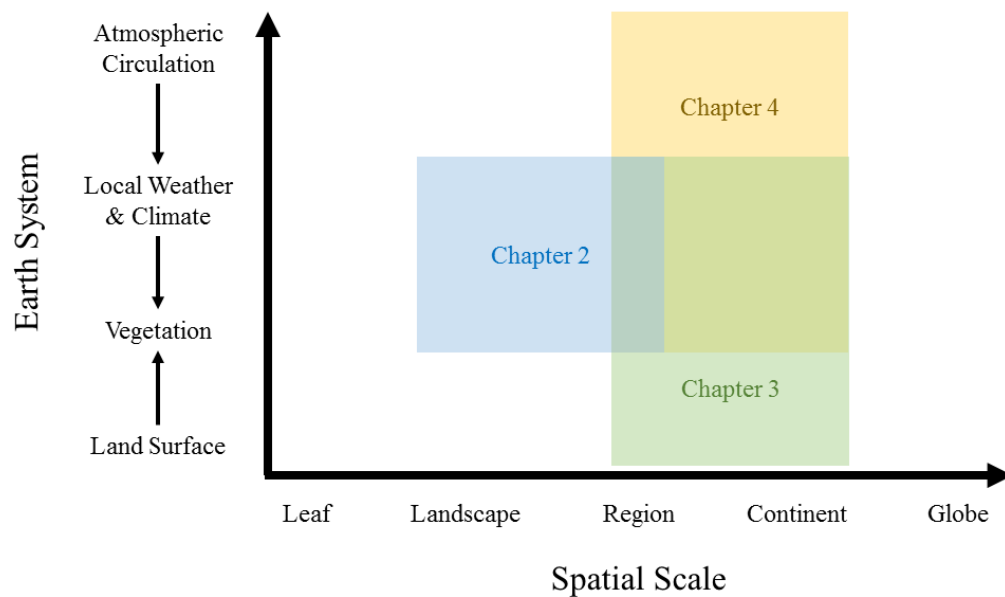 Atmospheric
Circulation
Chapter 4
Local Weather
& Climate
Earth System
Chapter 2
Vegetation
Chapter 3
Land Surface
Leaf
Landscape
Region
Continent
Globe
Spatial Scale